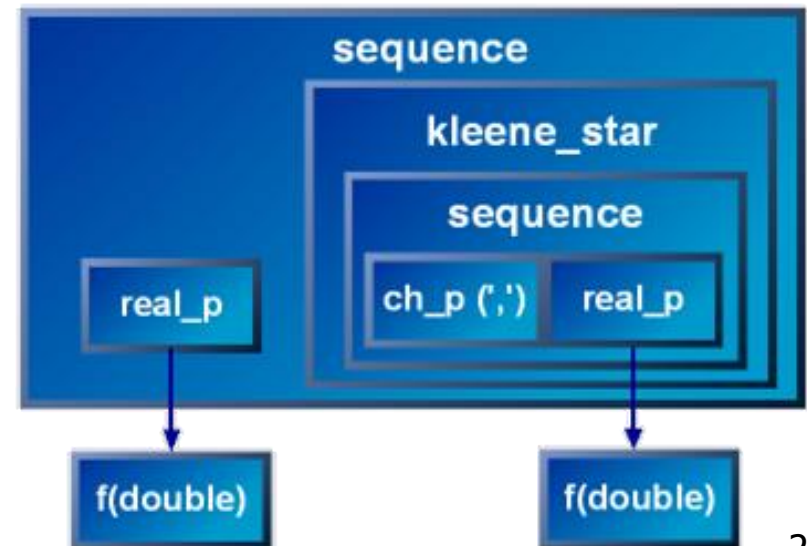 sequence
kleene_star
sequence
real_p
ch_p (',')
real_p
f(double)
f(double)